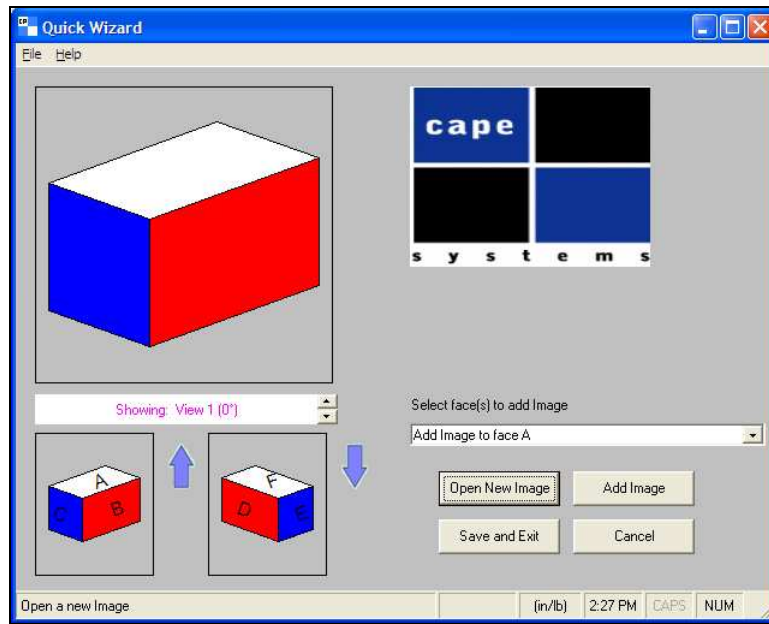 CP
Quick Wizard
File Help
cape
s y s t e m s
Showing: View 1 (0°)
Select face(s) to add Image
Add Image to face A
A
B
C
F
D
E
Open New Image
Add Image
Save and Exit
Cancel
Open a new Image
(in/lb)
2:27 PM
CAPS
NUM